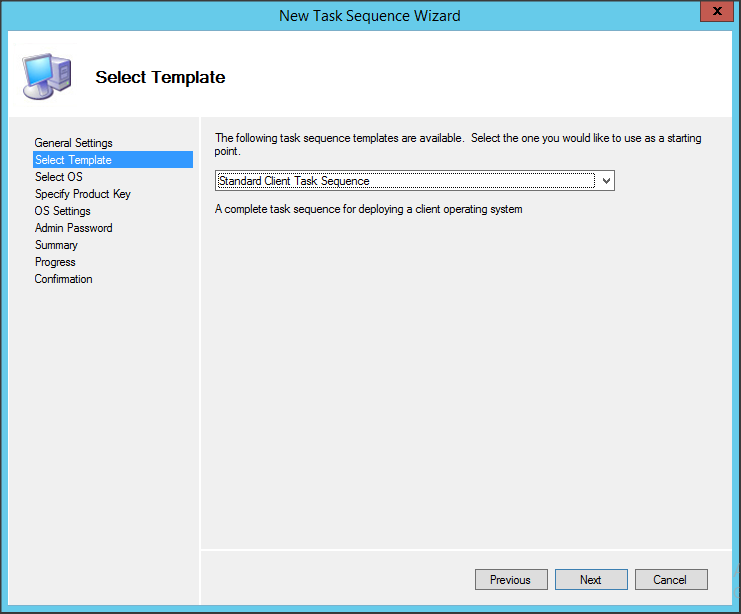 New Task Sequence Wizard
x
Select Template
General Settings
Select Template
Select OS
Specify Product Key
OS Settings
Admin Password
Summary
Progress
Confirmation
The following task sequence templates are available.  Select the one you would like to use as a starting
point.
Standard Client Task Sequence
A complete task sequence for deploying a client operating system
Previous
Next
Cancel